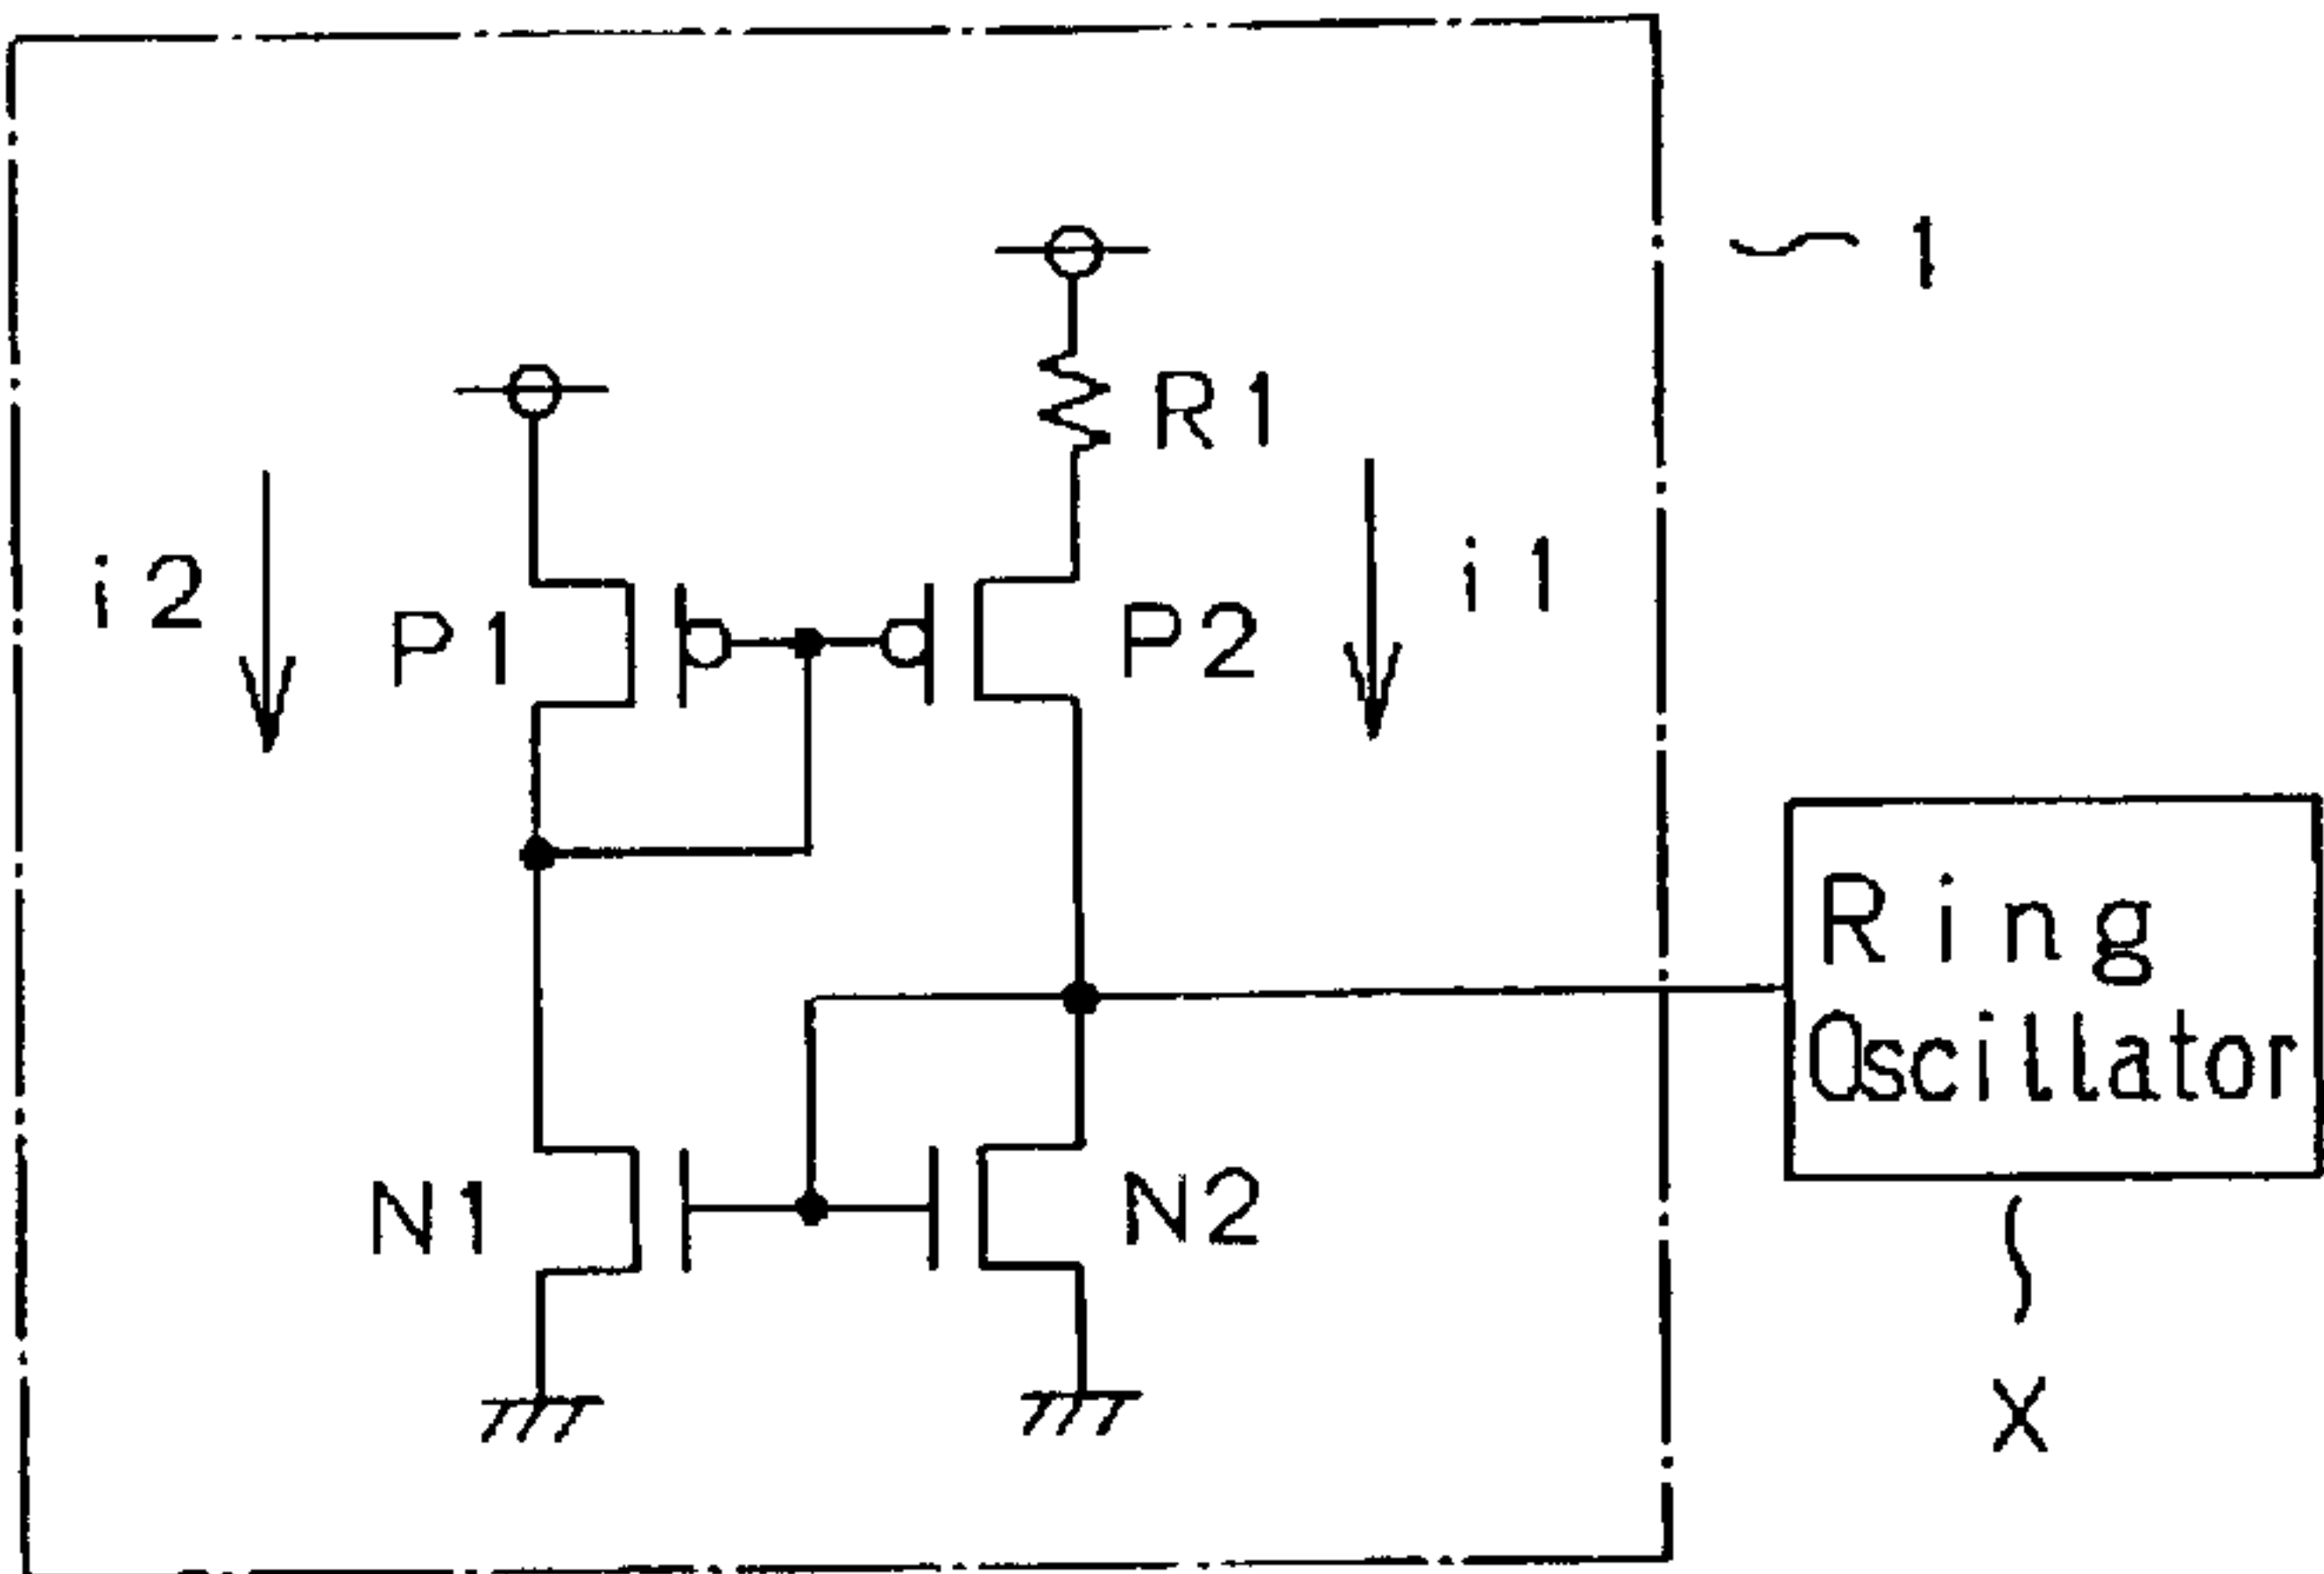 1
R1
i2
i1
P1
P2
Ring
Oscillator
N1
N2
X